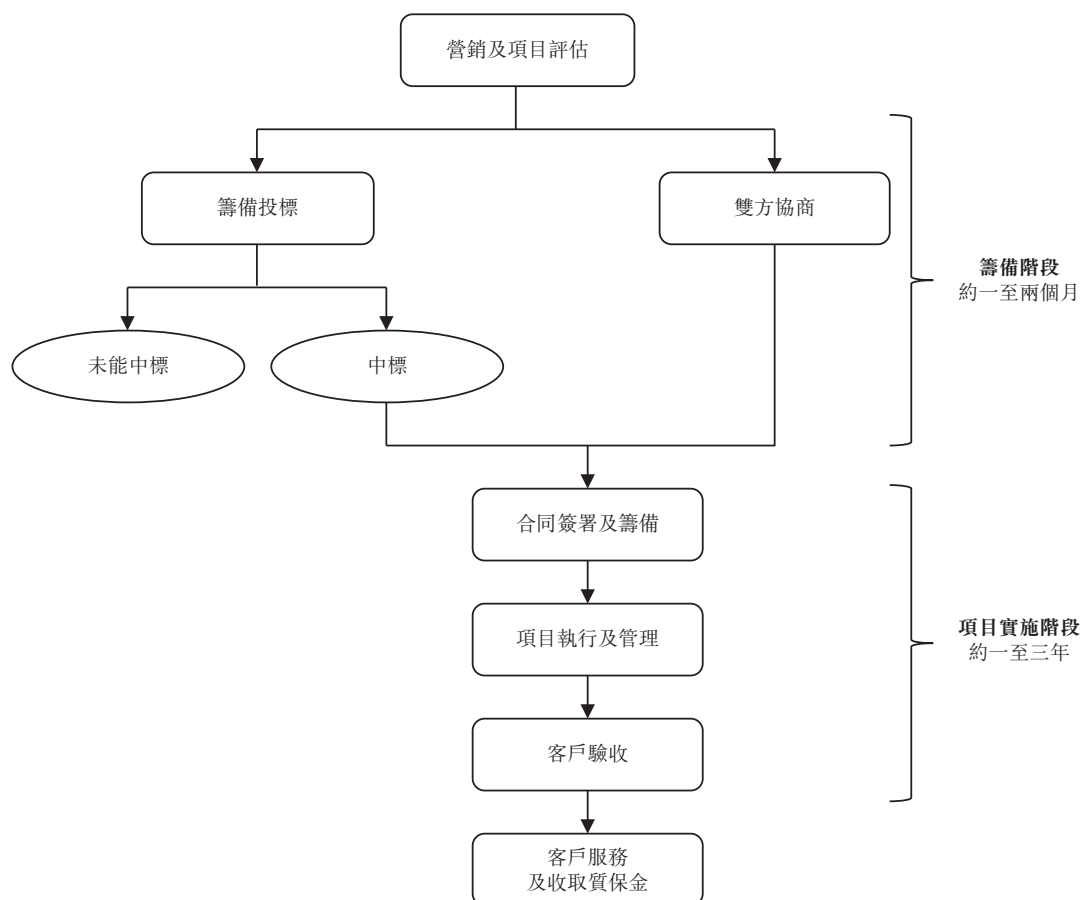 營銷及項目評估
籌備投標
雙方協商
籌備階段
約一至兩個月
未能中標
中標
合同簽署及籌備
項目執行及管理
項目實施階段
約一至三年
客戶驗收
客戶服務
及收取質保金